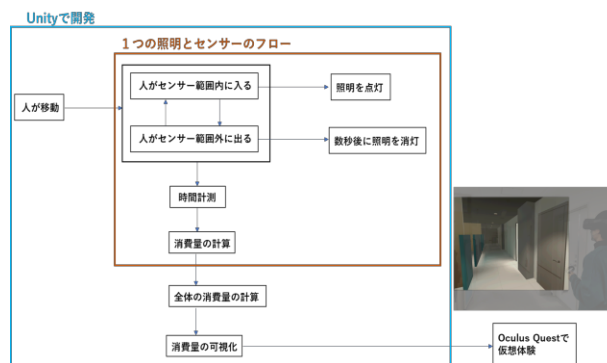 Unityで開発
１つの照明とセンサーのフロー
人がセンサー範囲内に入る
照明を点灯
人が移動
人がセンサー範囲外に出る
数秒後に照明を消灯
時間計測
消費量の計算
全体の消費量の計算
消費量の可視化
Oculus Questで
仮想体験